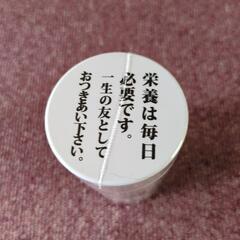 栄養は毎日
必要です。
一生の友として
おつきあい下さい。